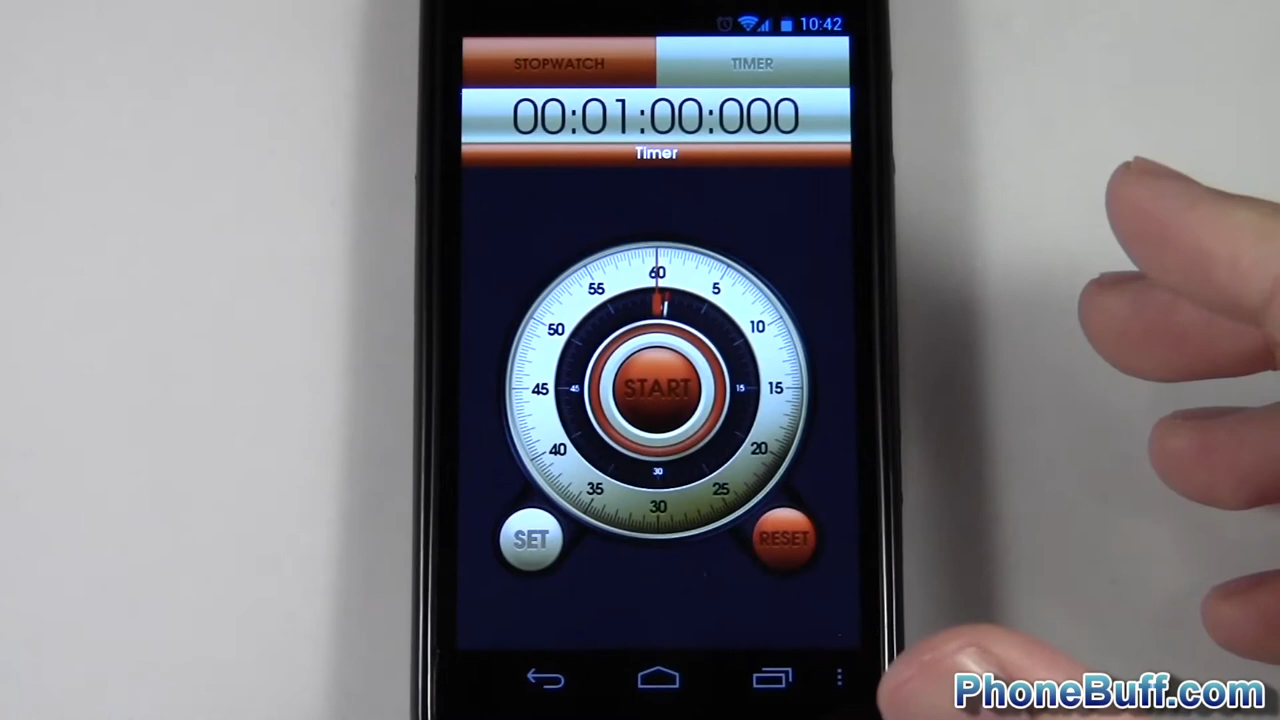 10:42
STOPWATCH TIMER
00:01:00:000
Timer
60
55 5
50 10
45 45 START 15 15
40 20
30
35 25
30
SET RESET
PhoneBuff.com